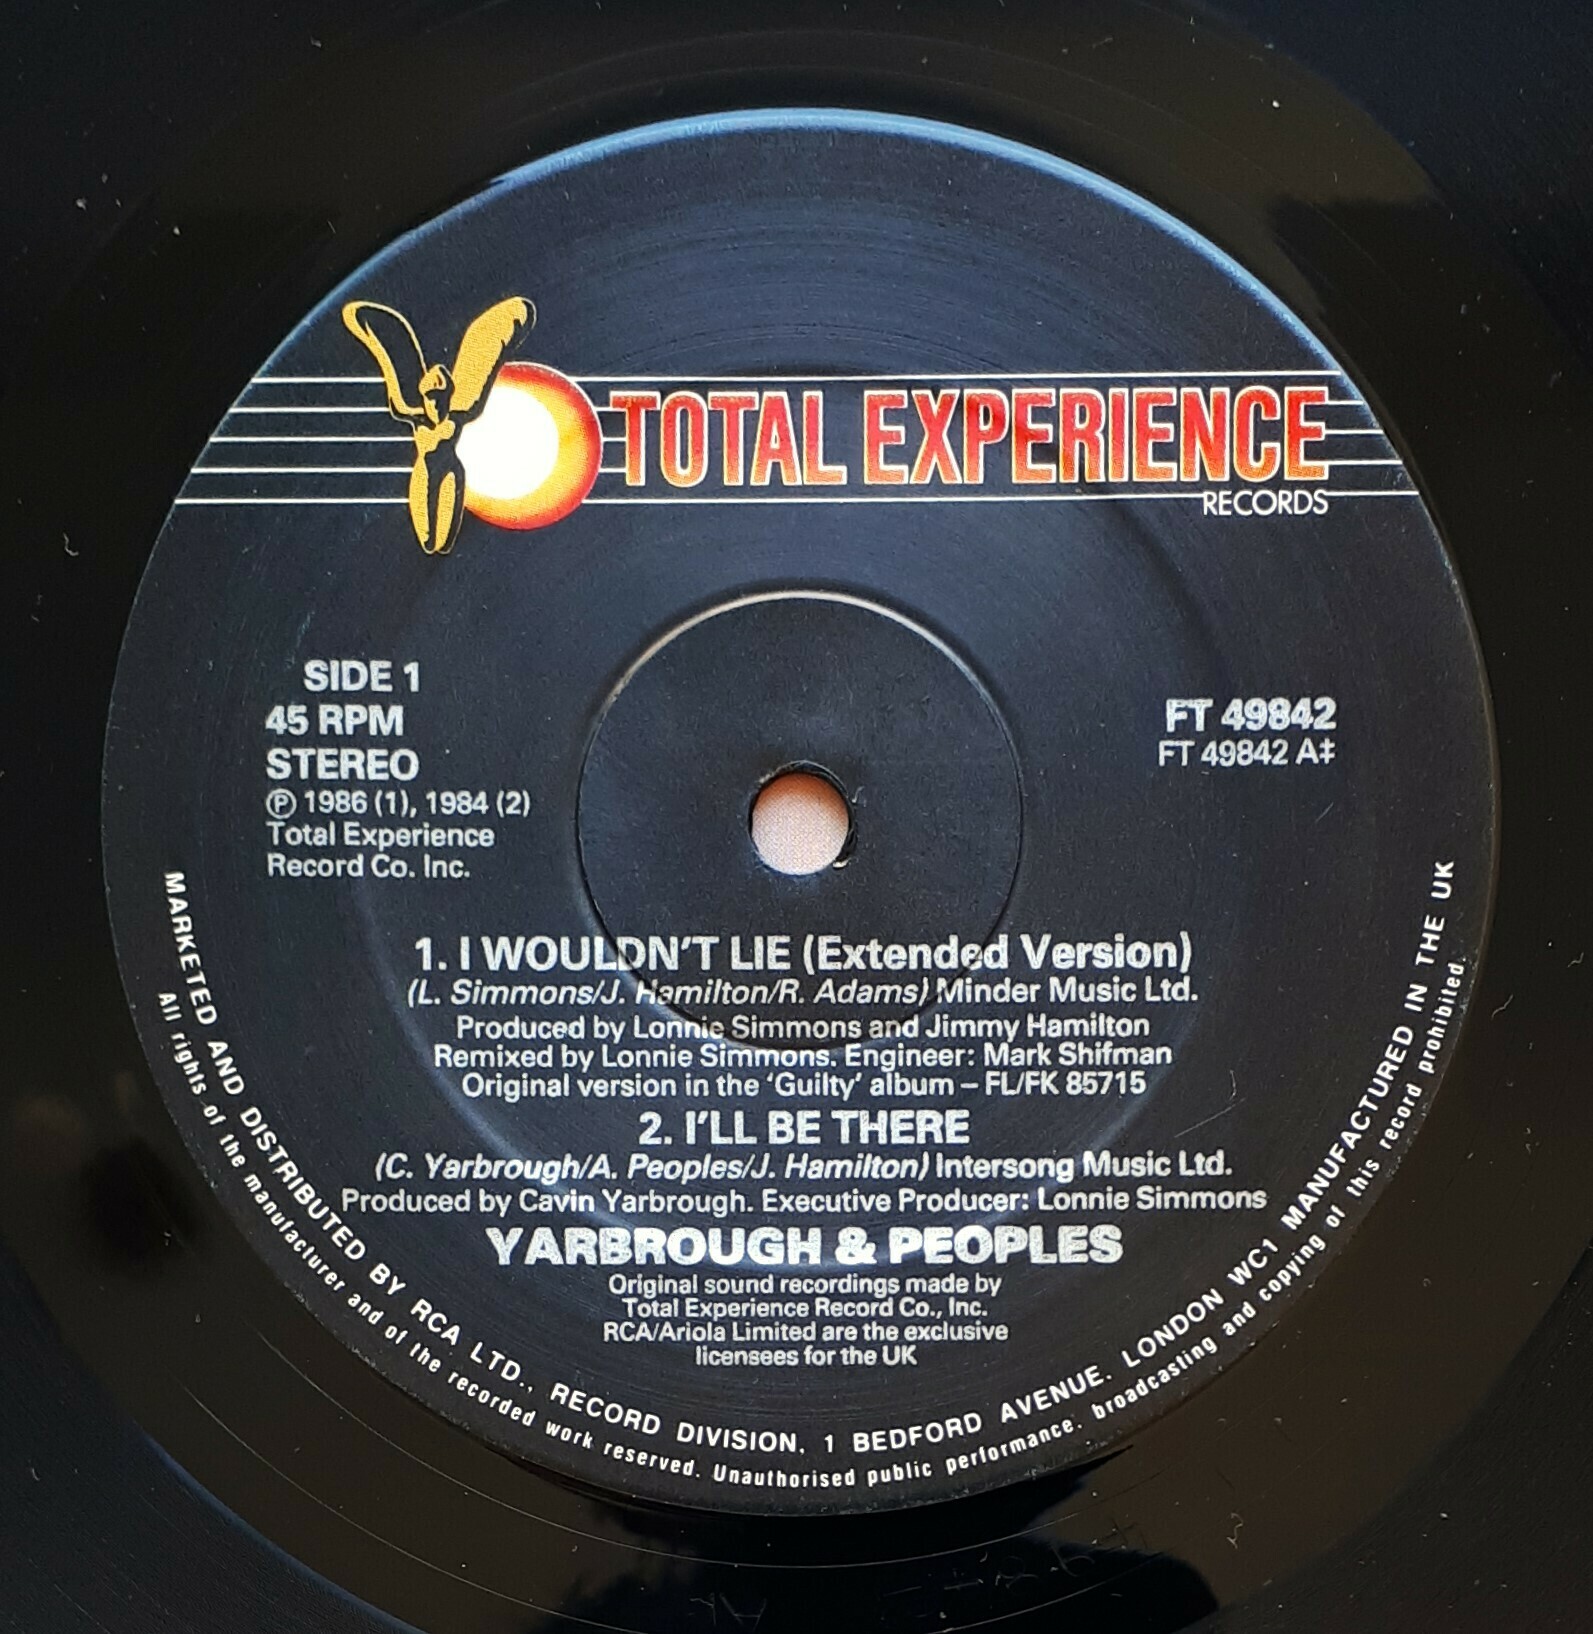 TOTAL EXPERIENCE
RECORDS
SIDE 1
45 RPM
STEREO
Ⓟ 1986 (1), 1984 (2)
Total Experience
Record Co. Inc.
FT 49842
FT 49842 A‡
1. I WOULDN'T LIE (Extended Version)
(L. Simmons/J. Hamilton/R. Adams) Minder Music Ltd.
Produced by Lonnie Simmons and Jimmy Hamilton
Remixed by Lonnie Simmons. Engineer: Mark Shifman
Original version in the 'Guilty' album – FL/FK 85715
2. I'LL BE THERE
(C. Yarbrough/A. Peoples/J. Hamilton) Intersong Music Ltd.
Produced by Cavin Yarbrough. Executive Producer: Lonnie Simmons
YARBROUGH & PEOPLES
Original sound recordings made by
Total Experience Record Co., Inc.
RCA/Ariola Limited are the exclusive
licensees for the UK
MARKETED AND DISTRIBUTED BY RCA LTD., RECORD DIVISION, 1 BEDFORD AVENUE. LONDON WC1 MANUFACTURED IN THE UK
All rights of the manufacturer and of the recorded work reserved. Unauthorised public performance. broadcasting and copying of this record prohibited